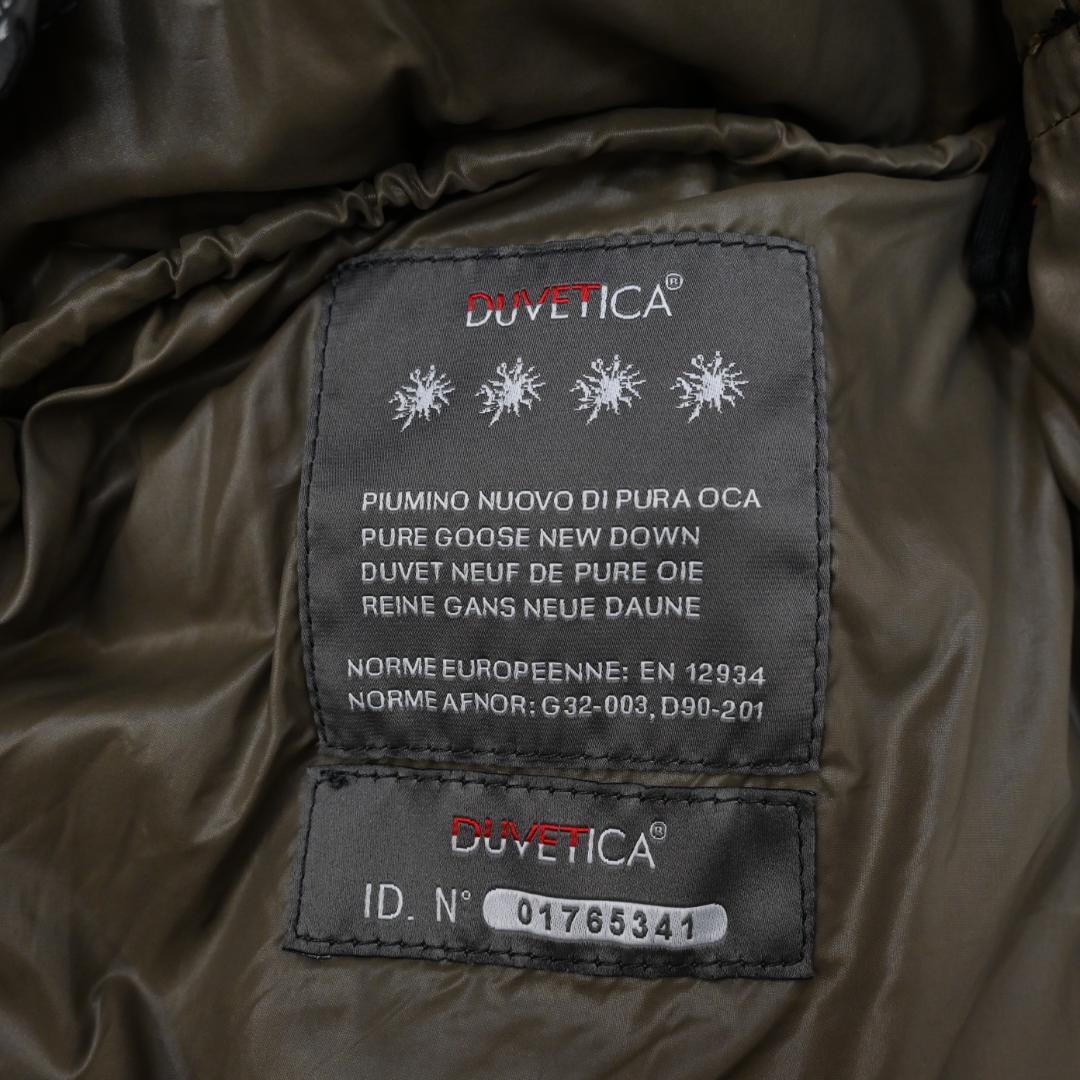 DUVETICA®
PIUMINO NUOVO DI PURA OCA
PURE GOOSE NEW DOWN
DUVET NEUF DE PURE OIE
REINE GANS NEUE DAUNE
NORME EUROPEENNE: EN 12934
NORME AFNOR: G32-003, D90-201
DUVETICA®
ID. N° 01765341